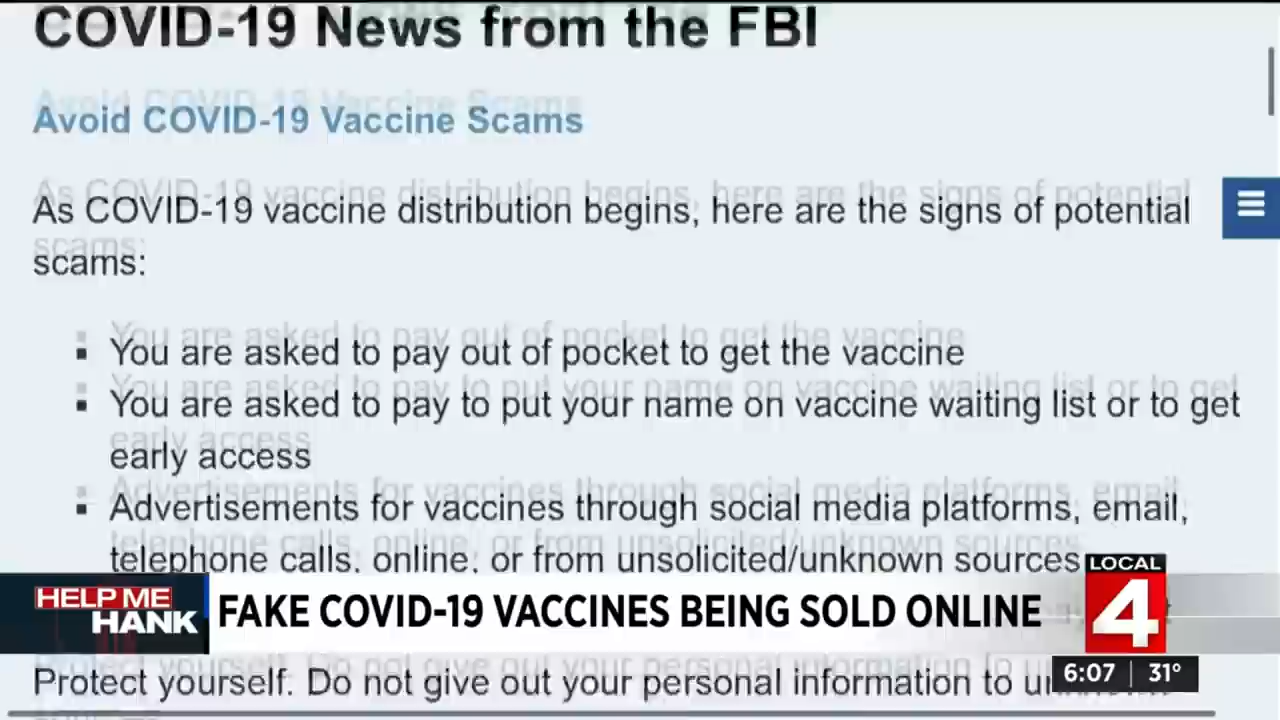 COVID-19 News from the FBI
Avoid COVID-19 Vaccine Scams
As COVID-19 vaccine distribution begins, here are the signs of potential
scams:
▪ You are asked to pay out of pocket to get the vaccine
▪ You are asked to pay to put your name on vaccine waiting list or to get
early access
▪ Advertisements for vaccines through social media platforms, email,
telephone calls, online, or from unsolicited/unknown sources
HELP ME
HANK
FAKE COVID-19 VACCINES BEING SOLD ONLINE
LOCAL
4
Protect yourself. Do not give out your personal information to
6:07 31°